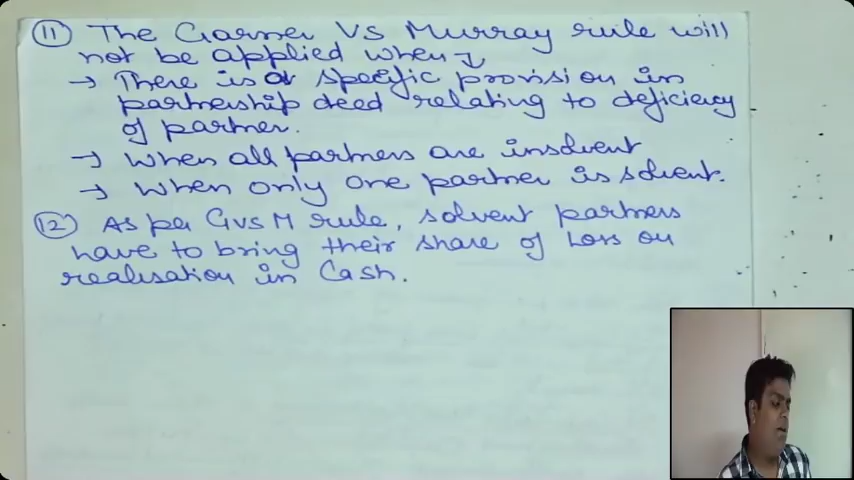 11 The Garner Vs Murray rule will
not be applied when ↓
→ There is a specific provision in
partnership deed relating to deficiency
of partner.
→ When all partners are insolvent
→ When only one partner is solvent.
12 As per GVSM rule, solvent partners
have to bring their share of Loss on
realisation in Cash.